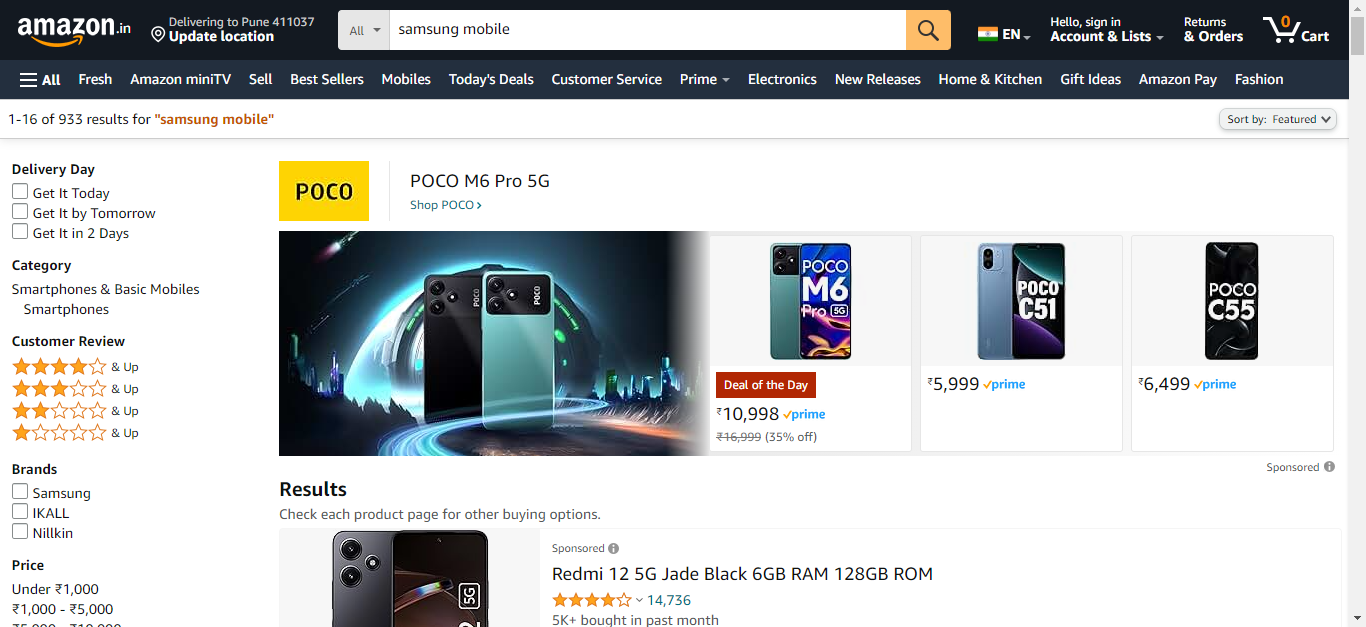 amazon.in
Delivering to Pune 411037
Update location
All
samsung mobile
EN
Hello, sign in
Account & Lists
Returns
& Orders
0
Cart
All Fresh Amazon miniTV Sell Best Sellers Mobiles Today's Deals Customer Service Prime Electronics New Releases Home & Kitchen Gift Ideas Amazon Pay Fashion
1-16 of 933 results for "samsung mobile"
Sort by: Featured
Delivery Day
Get It Today
Get It by Tomorrow
Get It in 2 Days
Category
Smartphones & Basic Mobiles
Smartphones
Customer Review
& Up
& Up
& Up
& Up
Brands
Samsung
IKALL
Nillkin
Price
Under ₹1,000
₹1,000 - ₹5,000
₹5,000 - ₹10,000
POCO
POCO M6 Pro 5G
Shop POCO
POCO
POCO
POCO
M6
Pro 5G
Deal of the Day
₹10,998 prime
₹16,999 (35% off)
POCO
C51
₹5,999 prime
POCO
C55
₹6,499 prime
Sponsored
Results
Check each product page for other buying options.
5G
Sponsored
Redmi 12 5G Jade Black 6GB RAM 128GB ROM
14,736
5K+ bought in past month